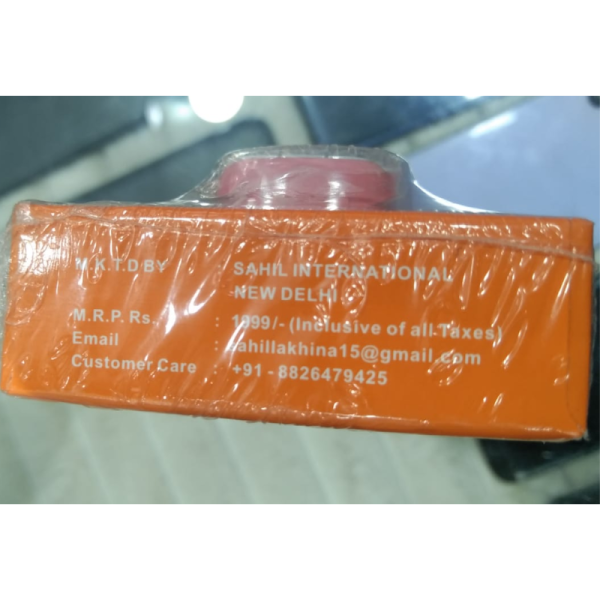 M.K.T.D BY : SAHIL INTERNATIONAL
NEW DELHI
M.R.P. Rs. : 1999/- (Inclusive of all Taxes)
Email : sahillakhina15@gmail.com
Customer Care : +91 - 8826479425